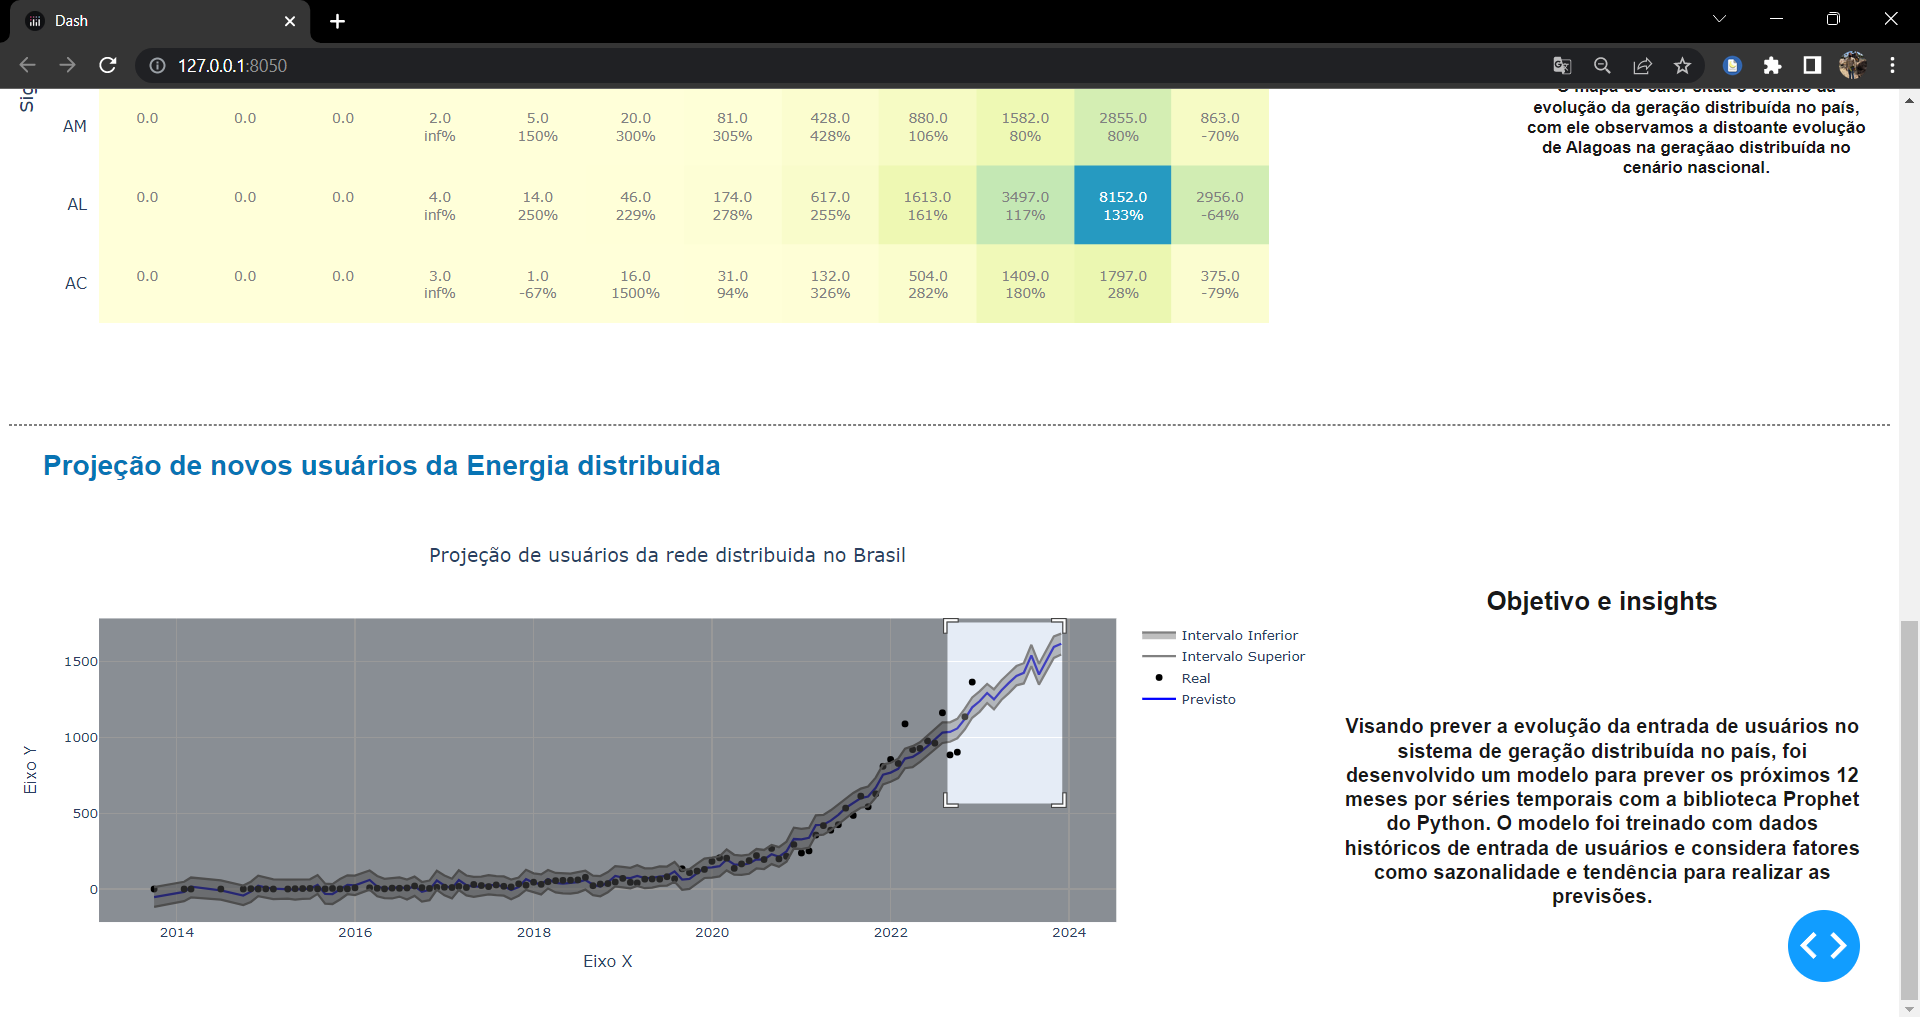 Dash
127.0.0.1:8050
Sig
AM 0.0 0.0 0.0 2.0 5.0 20.0 81.0 428.0 880.0 1582.0 2855.0 863.0
inf% 150% 300% 305% 428% 106% 80% 80% -70%
AL 0.0 0.0 0.0 4.0 14.0 46.0 174.0 617.0 1613.0 3497.0 8152.0 2956.0
inf% 250% 229% 278% 255% 161% 117% 133% -64%
AC 0.0 0.0 0.0 3.0 1.0 16.0 31.0 132.0 504.0 1409.0 1797.0 375.0
inf% -67% 1500% 94% 326% 282% 180% 28% -79%
O mapa de calor situa o cenário da
evolução da geração distribuída no país,
com ele observamos a distoante evolução
de Alagoas na geraçãao distribuída no
cenário nascional.
Projeção de novos usuários da Energia distribuida
Projeção de usuários da rede distribuida no Brasil
Eixo Y
1500
1000
500
0
2014 2016 2018 2020 2022 2024
Eixo X
Intervalo Inferior
Intervalo Superior
Real
Previsto
Objetivo e insights
Visando prever a evolução da entrada de usuários no
sistema de geração distribuída no país, foi
desenvolvido um modelo para prever os próximos 12
meses por séries temporais com a biblioteca Prophet
do Python. O modelo foi treinado com dados
históricos de entrada de usuários e considera fatores
como sazonalidade e tendência para realizar as
previsões.